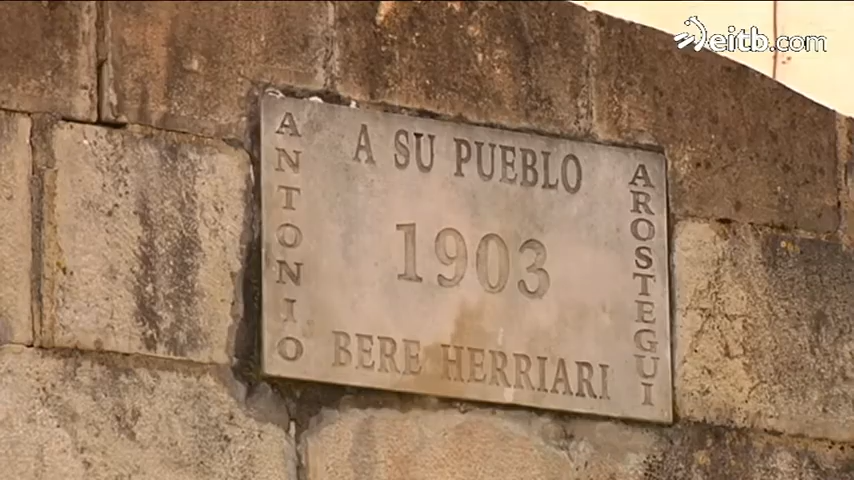 eitb.com
ANTONIO
A SU PUEBLO
1903
BERE HERRIARI
AROSTEGUI